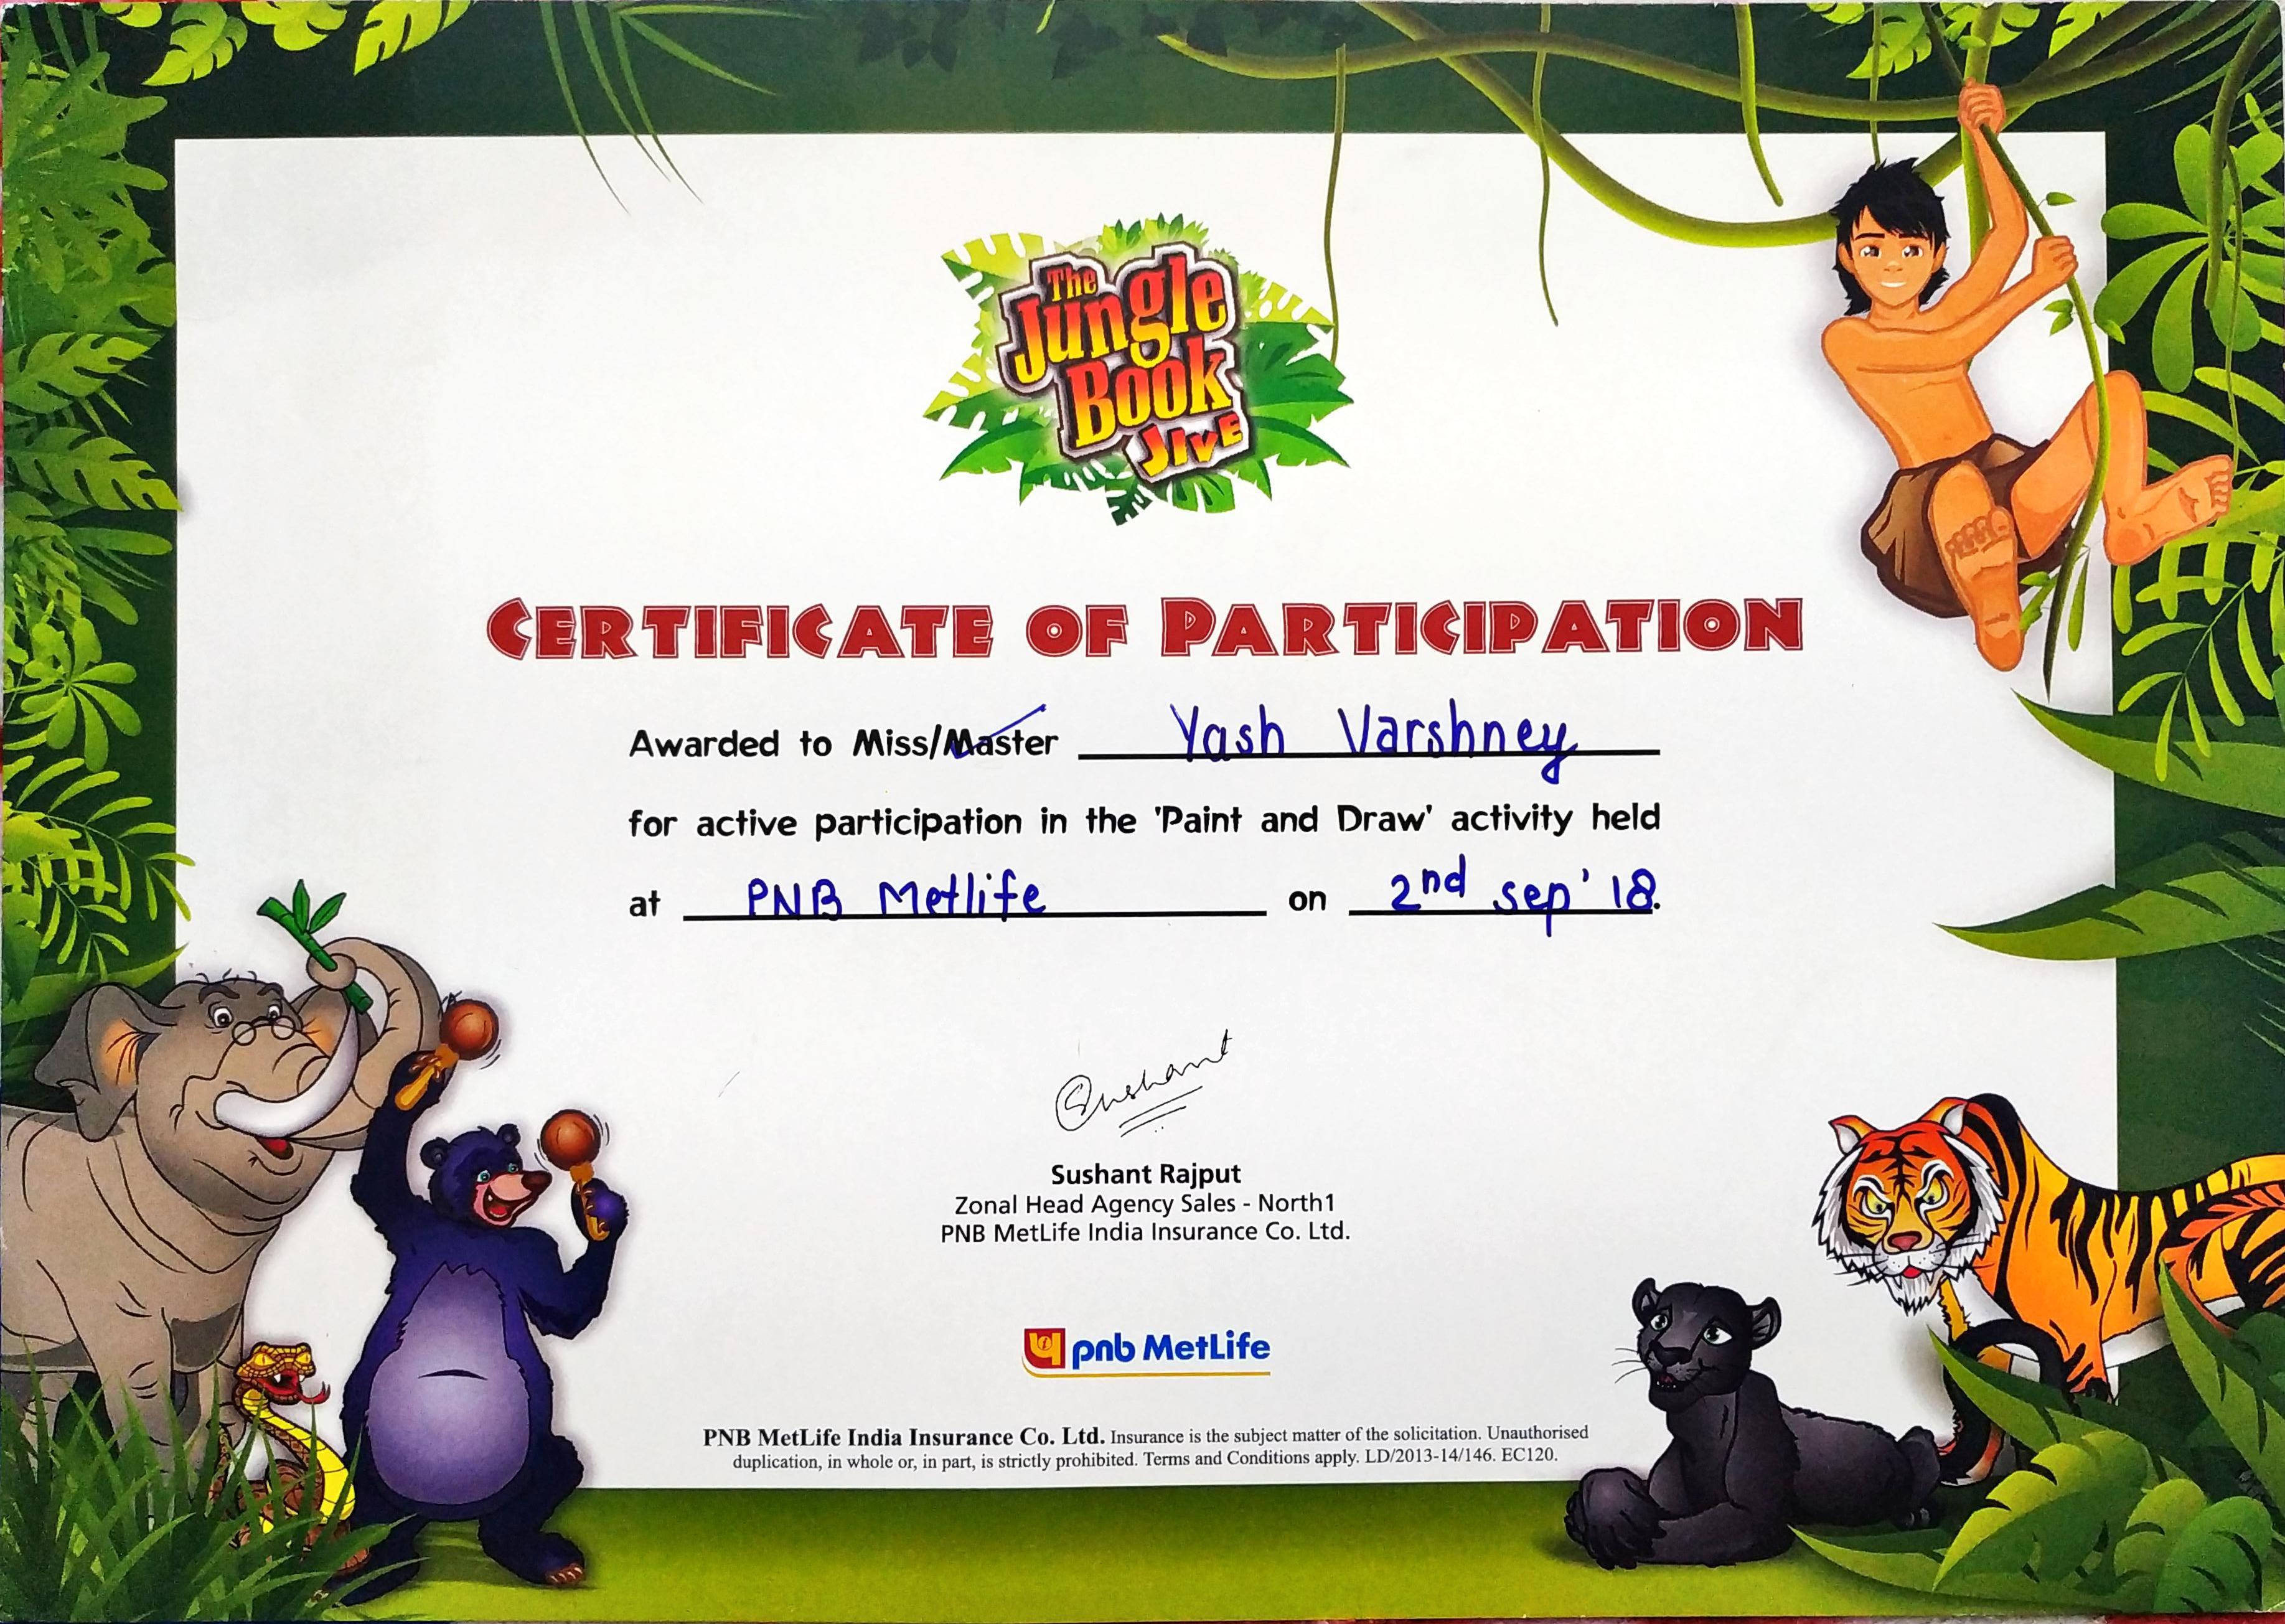 The
Jungle
Book
JIVE
CERTIFICATE OF PARTICIPATION
Awarded to Miss/Master Yash Varshney
for active participation in the 'Paint and Draw' activity held
at PNB Metlife on 2nd sep' 18.
Sushant
Sushant Rajput
Zonal Head Agency Sales - North1
PNB MetLife India Insurance Co. Ltd.
pnb MetLife
PNB MetLife India Insurance Co. Ltd. Insurance is the subject matter of the solicitation. Unauthorised
duplication, in whole or, in part, is strictly prohibited. Terms and Conditions apply. LD/2013-14/146. EC120.